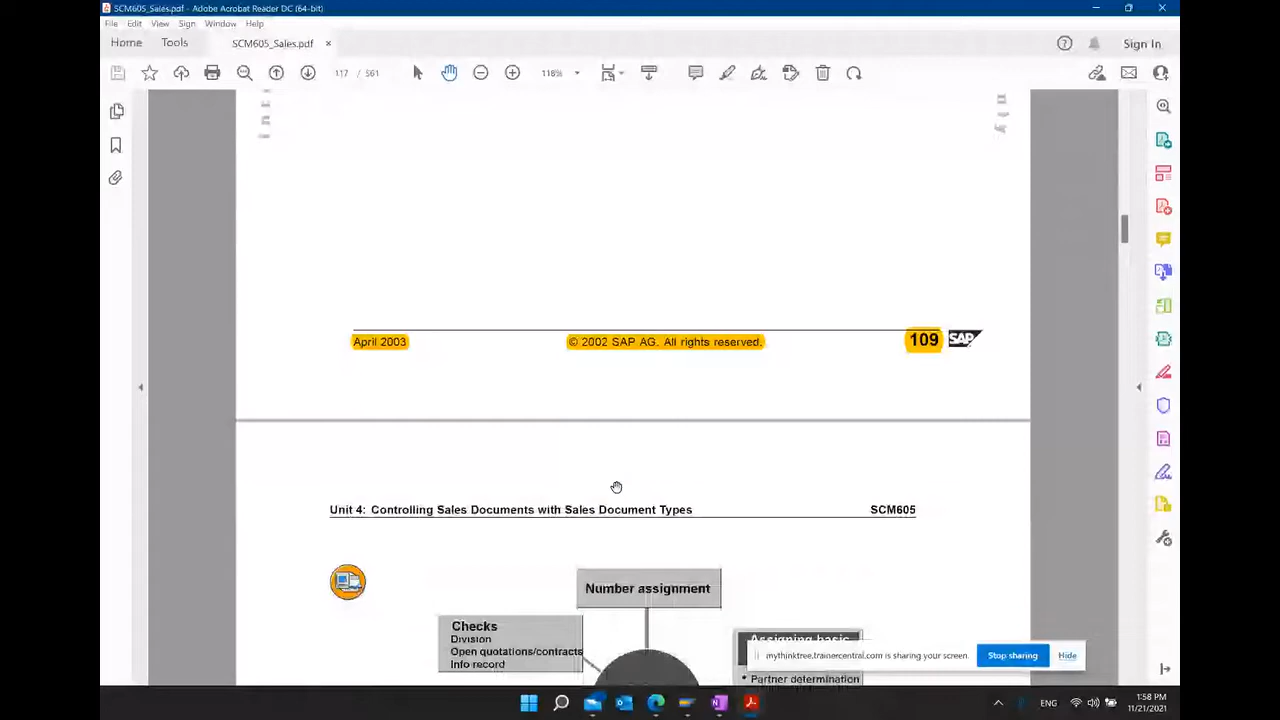 SCM605_Sales.pdf - Adobe Acrobat Reader DC (64-bit)
File Edit View Sign Window Help
Home Tools SCM605_Sales.pdf × Sign In
117 / 561 118%
April 2003 © 2002 SAP AG. All rights reserved. 109 SAP
Unit 4: Controlling Sales Documents with Sales Document Types SCM605
Number assignment
Checks
Division
Open quotations/contracts
Info record
Assigning basic
* Partner determination
mythinktree.trainercentral.com is sharing your screen. Stop sharing Hide
ENG 1:58 PM
11/21/2021